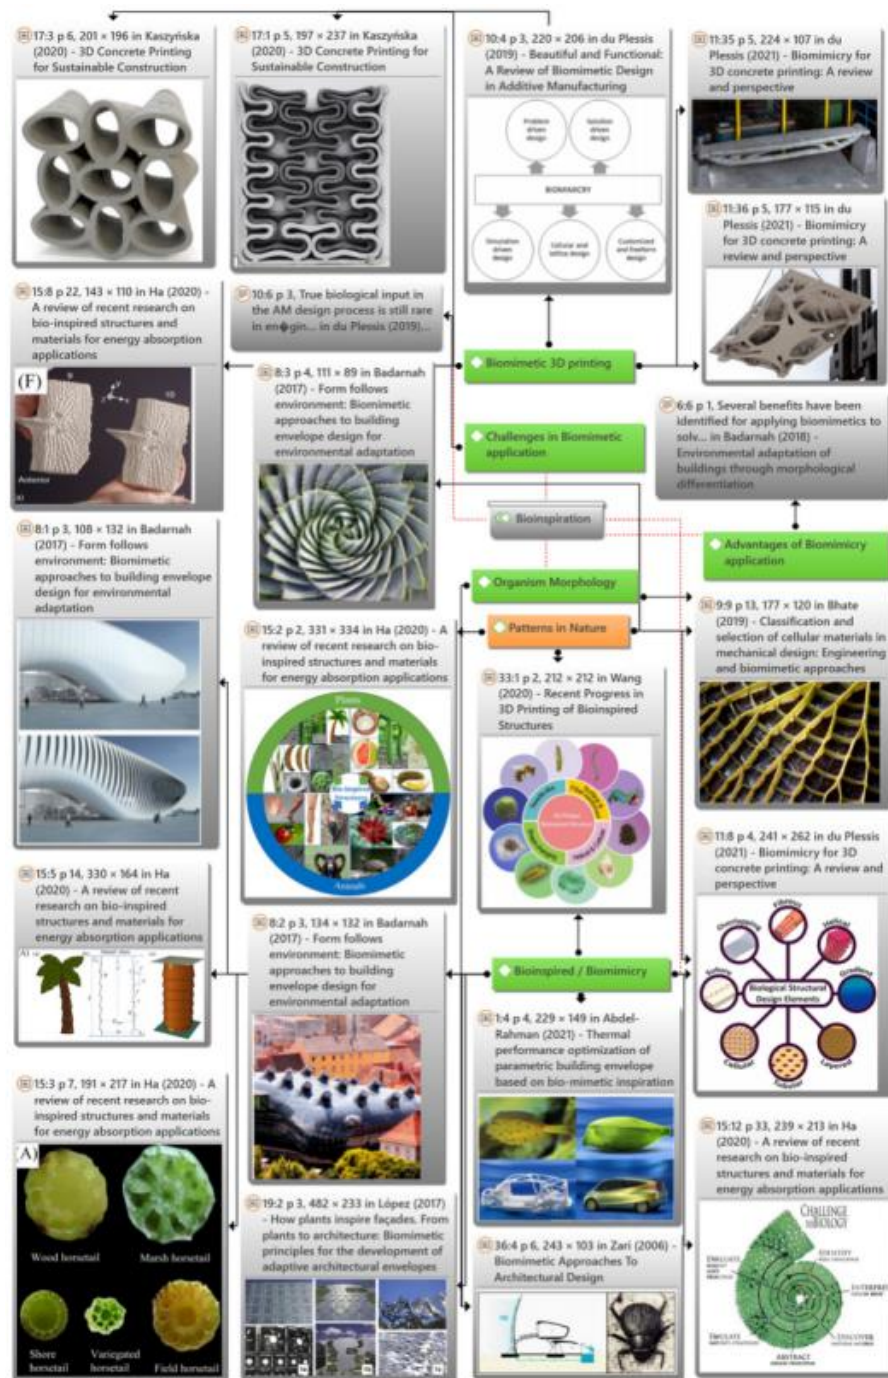 17:3 p 6, 201 × 196 in Kaszyńska
(2020) - 3D Concrete Printing
for Sustainable Construction
17:1 p 5, 197 × 237 in Kaszyńska
(2020) - 3D Concrete Printing for
Sustainable Construction
10:4 p 3, 220 × 206 in du Plessis
(2019) - Beautiful and Functional:
A Review of Biomimetic Design
in Additive Manufacturing
Problem
driven
design
Solution
driven
design
BIOMIMICRY
Simulation
driven
design
Cellular and
lattice design
Customized
and freeform
design
11:35 p 5, 224 × 107 in du
Plessis (2021) - Biomimicry
for 3D concrete printing: A
review and perspective
11:36 p 5, 177 × 115 in du
Plessis (2021) - Biomimicry
for 3D concrete printing: A
review and perspective
15:8 p 22, 143 × 110 in Ha (2020) -
A review of recent research on
bio-inspired structures and
materials for energy absorption
applications
(F)
9
10
Anterior
10:6 p 3, True biological input in
the AM design process is still rare
in en�gin... in du Plessis (2019)...
8:3 p 4, 111 × 89 in Badarnah
(2017) - Form follows
environment: Biomimetic
approaches to building
envelope design for
environmental adaptation
Biomimetic 3D printing
Challenges in Biomimetic
application
Bioinspiration
6:6 p 1, Several benefits have been
identified for applying biomimetics to
solv... in Badarnah (2018) -
Environmental adaptation of
buildings through morphological
differentiation
Advantages of Biomimicry
application
Organism Morphology
Patterns in Nature
8:1 p 3, 108 × 132 in Badarnah
(2017) - Form follows
environment: Biomimetic
approaches to building
envelope design for
environmental adaptation
15:2 p 2, 331 × 334 in Ha (2020) - A
review of recent research on bio-
inspired structures and materials
for energy absorption applications
Plants
Bio-Inspired
Structures
Animals
33:1 p 2, 212 × 212 in Wang
(2020) - Recent Progress in
3D Printing of Bioinspired
Structures
9:9 p 13, 177 × 120 in Bhate
(2019) - Classification and
selection of cellular materials in
mechanical design: Engineering
and biomimetic approaches
11:8 p 4, 241 × 262 in du Plessis
(2021) - Biomimicry for 3D
concrete printing: A review and
perspective
Fibrous
Helical
Gradient
Layered
Tubular
Cellular
Suture
Overlapping
Biological Structural
Design Elements
15:5 p 14, 330 × 164 in Ha
(2020) - A review of recent
research on bio-inspired
structures and materials for
energy absorption applications
8:2 p 3, 134 × 132 in Badarnah
(2017) - Form follows
environment: Biomimetic
approaches to building
envelope design for
environmental adaptation
Bioinspired / Biomimicry
1:4 p 4, 229 × 149 in Abdel-
Rahman (2021) - Thermal
performance optimization of
parametric building envelope
based on bio-mimetic inspiration
15:3 p 7, 191 × 217 in Ha (2020) - A
review of recent research on bio-
inspired structures and materials
for energy absorption applications
(A)
Wood horsetail
Marsh horsetail
Shore
horsetail
Variegated
horsetail
Field horsetail
19:2 p 3, 482 × 233 in López (2017)
- How plants inspire façades. From
plants to architecture: Biomimetic
principles for the development of
adaptive architectural envelopes
36:4 p 6, 243 × 103 in Zari (2006) -
Biomimetic Approaches To
Architectural Design
15:12 p 33, 239 × 213 in Ha
(2020) - A review of recent
research on bio-inspired
structures and materials for
energy absorption applications
CHALLENGE
TO BIOLOGY
IDENTIFY
INTERPRET
DISCOVER
ABSTRACT
EMULATE
EVALUATE